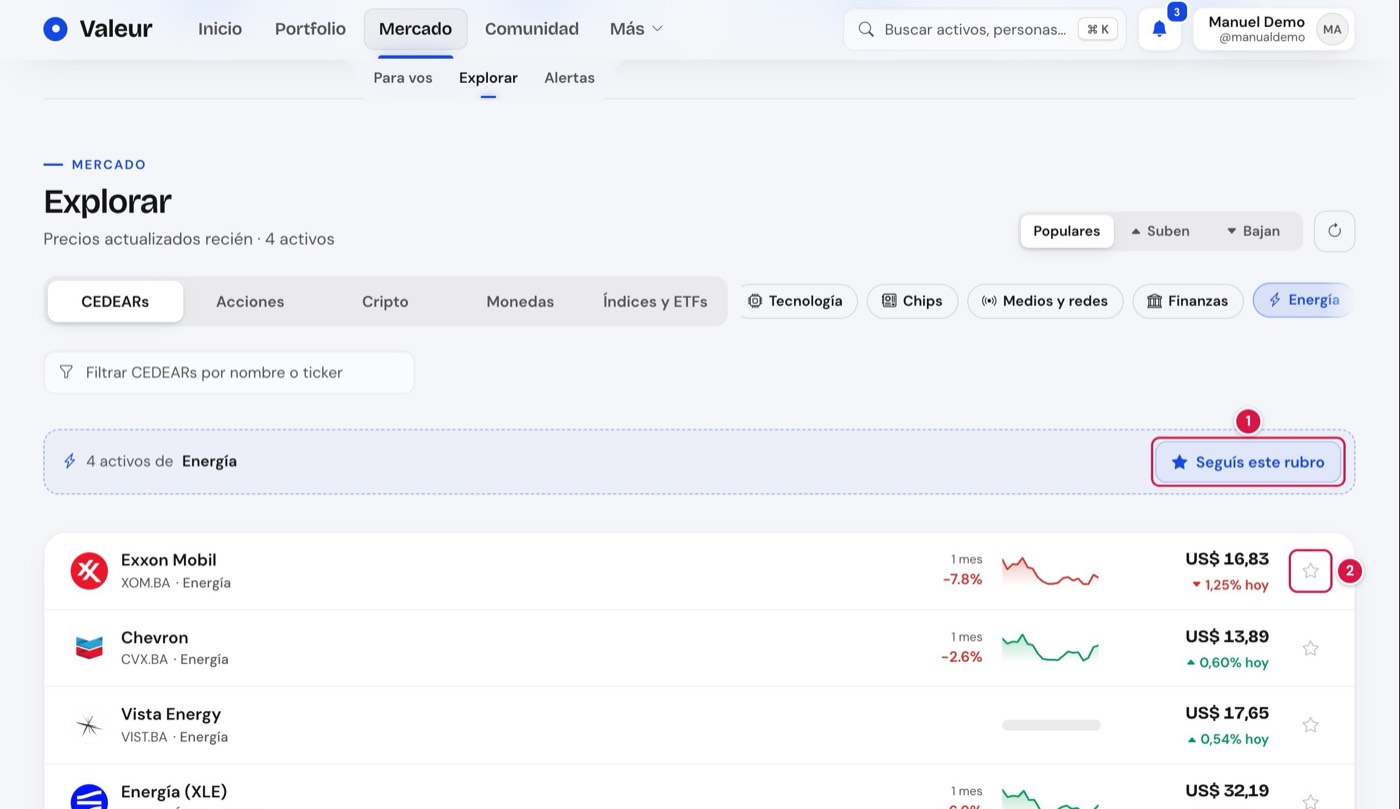 Valeur
Inicio
Portfolio
Mercado
Comunidad
Más
Buscar activos, personas...
⌘ K
3
Manuel Demo
@manualdemo
MA
Para vos
Explorar
Alertas
MERCADO
Explorar
Precios actualizados recién · 4 activos
Populares
Suben
Bajan
CEDEARs
Acciones
Cripto
Monedas
Índices y ETFs
Tecnología
Chips
Medios y redes
Finanzas
Energía
Filtrar CEDEARs por nombre o ticker
1
4 activos de Energía
Seguís este rubro
Exxon Mobil
XOM.BA · Energía
1 mes
-7.8%
US$ 16,83
1,25% hoy
2
Chevron
CVX.BA · Energía
1 mes
-2.6%
US$ 13,89
0,60% hoy
Vista Energy
VIST.BA · Energía
US$ 17,65
0,54% hoy
Energía (XLE)
1 mes
US$ 32,19